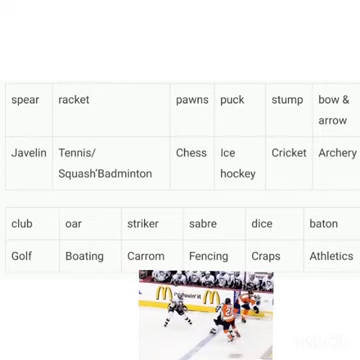 spear racket pawns puck stump bow &
arrow
Javelin Tennis/ Chess Ice Cricket Archery
Squash'Badminton hockey
club oar striker sabre dice baton
Golf Boating Carrom Fencing Craps Athletics